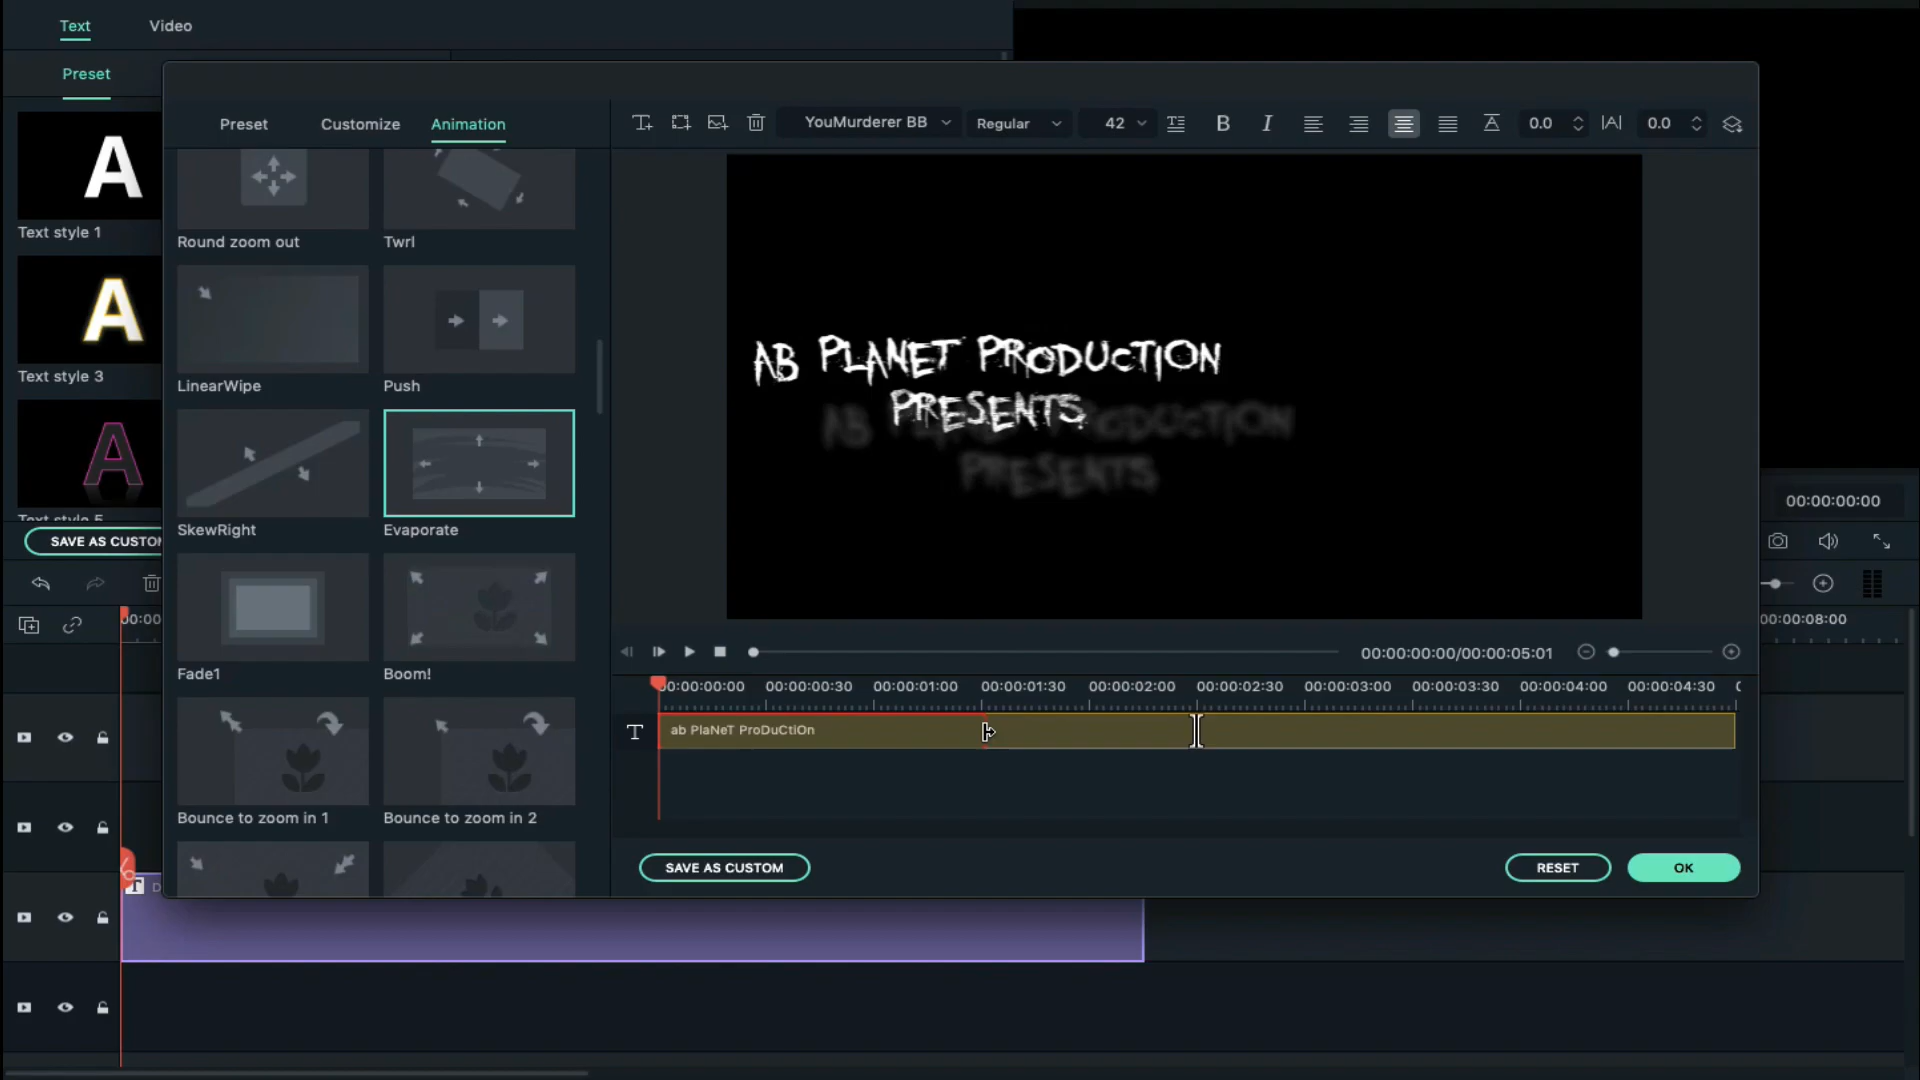 Text Video
Preset
Text style 1
Text style 3
SAVE AS CUSTOM
Preset Customize Animation
YouMurderer BB Regular 42 B I 0.0 0.0
Round zoom out Twrl
LinearWipe Push
SkewRight Evaporate
Fade1 Boom!
Bounce to zoom in 1 Bounce to zoom in 2
AB PLANET PRODUCTION
PRESENTS
AB PLANET PRODUCTION
PRESENTS
00:00:00:00/00:00:05:01
00:00:00:00 00:00:00:30 00:00:01:00 00:00:01:30 00:00:02:00 00:00:02:30 00:00:03:00 00:00:03:30 00:00:04:00 00:00:04:30
T ab PlaNeT ProDuCtiOn
SAVE AS CUSTOM RESET OK
00:00:00:00
00:00:08:00
T